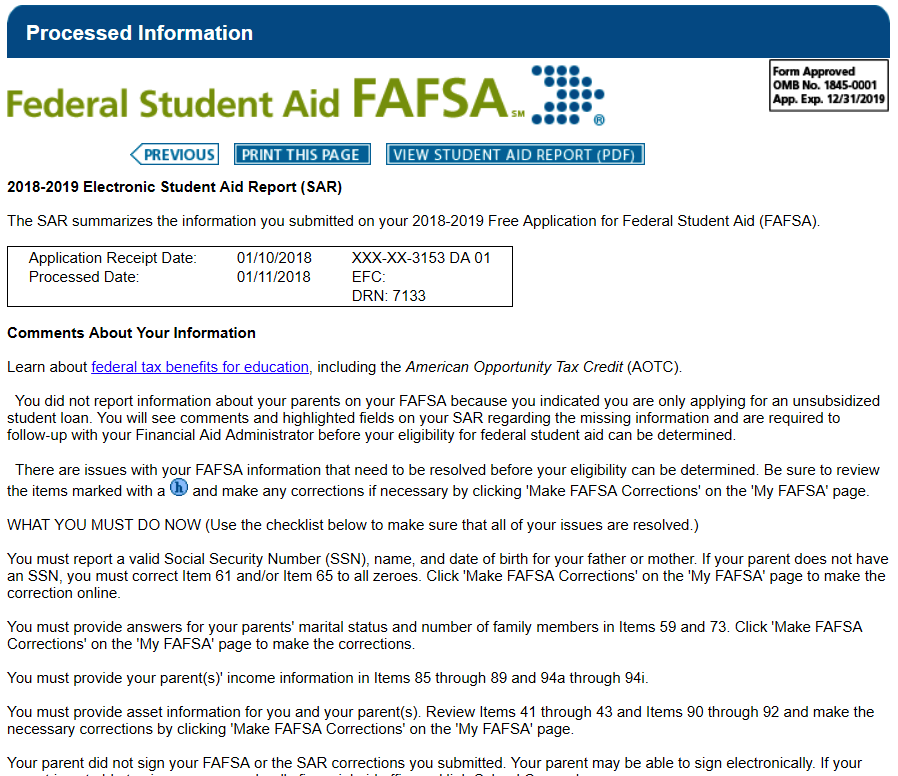 Processed Information
Federal Student Aid FAFSA SM ®
Form Approved
OMB No. 1845-0001
App. Exp. 12/31/2019
PREVIOUS PRINT THIS PAGE VIEW STUDENT AID REPORT (PDF)
2018-2019 Electronic Student Aid Report (SAR)
The SAR summarizes the information you submitted on your 2018-2019 Free Application for Federal Student Aid (FAFSA).
Application Receipt Date: 01/10/2018 XXX-XX-3153 DA 01
Processed Date: 01/11/2018 EFC:
DRN: 7133
Comments About Your Information
Learn about federal tax benefits for education, including the American Opportunity Tax Credit (AOTC).
You did not report information about your parents on your FAFSA because you indicated you are only applying for an unsubsidized
student loan. You will see comments and highlighted fields on your SAR regarding the missing information and are required to
follow-up with your Financial Aid Administrator before your eligibility for federal student aid can be determined.
There are issues with your FAFSA information that need to be resolved before your eligibility can be determined. Be sure to review
the items marked with a h and make any corrections if necessary by clicking 'Make FAFSA Corrections' on the 'My FAFSA' page.
WHAT YOU MUST DO NOW (Use the checklist below to make sure that all of your issues are resolved.)
You must report a valid Social Security Number (SSN), name, and date of birth for your father or mother. If your parent does not have
an SSN, you must correct Item 61 and/or Item 65 to all zeroes. Click 'Make FAFSA Corrections' on the 'My FAFSA' page to make the
correction online.
You must provide answers for your parents' marital status and number of family members in Items 59 and 73. Click 'Make FAFSA
Corrections' on the 'My FAFSA' page to make the corrections.
You must provide your parent(s)' income information in Items 85 through 89 and 94a through 94i.
You must provide asset information for you and your parent(s). Review Items 41 through 43 and Items 90 through 92 and make the
necessary corrections by clicking 'Make FAFSA Corrections' on the 'My FAFSA' page.
Your parent did not sign your FAFSA or the SAR corrections you submitted. Your parent may be able to sign electronically. If your